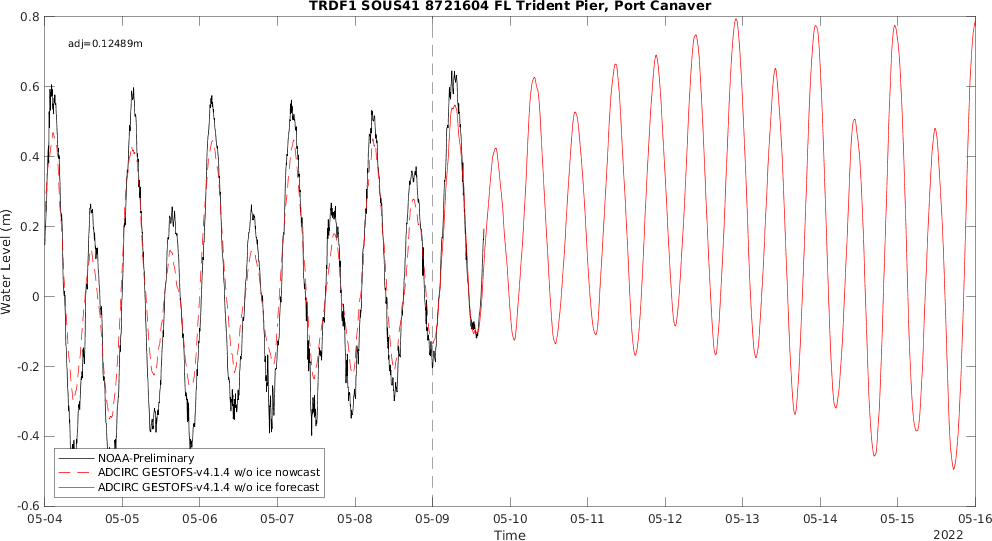 TRDF1 SOUS41 8721604 FL Trident Pier, Port Canaver
adj=0.12489m
Water Level (m)
0.8
0.6
0.4
0.2
0
-0.2
-0.4
-0.6
NOAA-Preliminary
ADCIRC GESTOFS-v4.1.4 w/o ice nowcast
ADCIRC GESTOFS-v4.1.4 w/o ice forecast
05-04 05-05 05-06 05-07 05-08 05-09 05-10 05-11 05-12 05-13 05-14 05-15 05-16
Time
2022